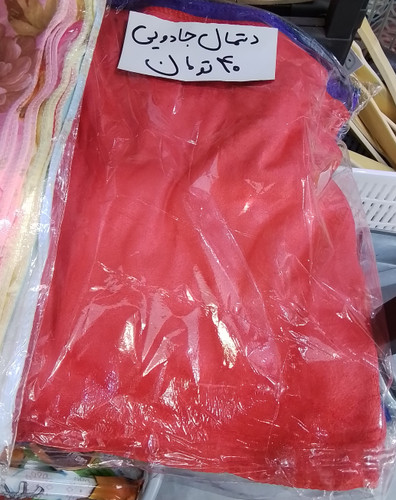 دستمال جادویی
۴۰ تومان